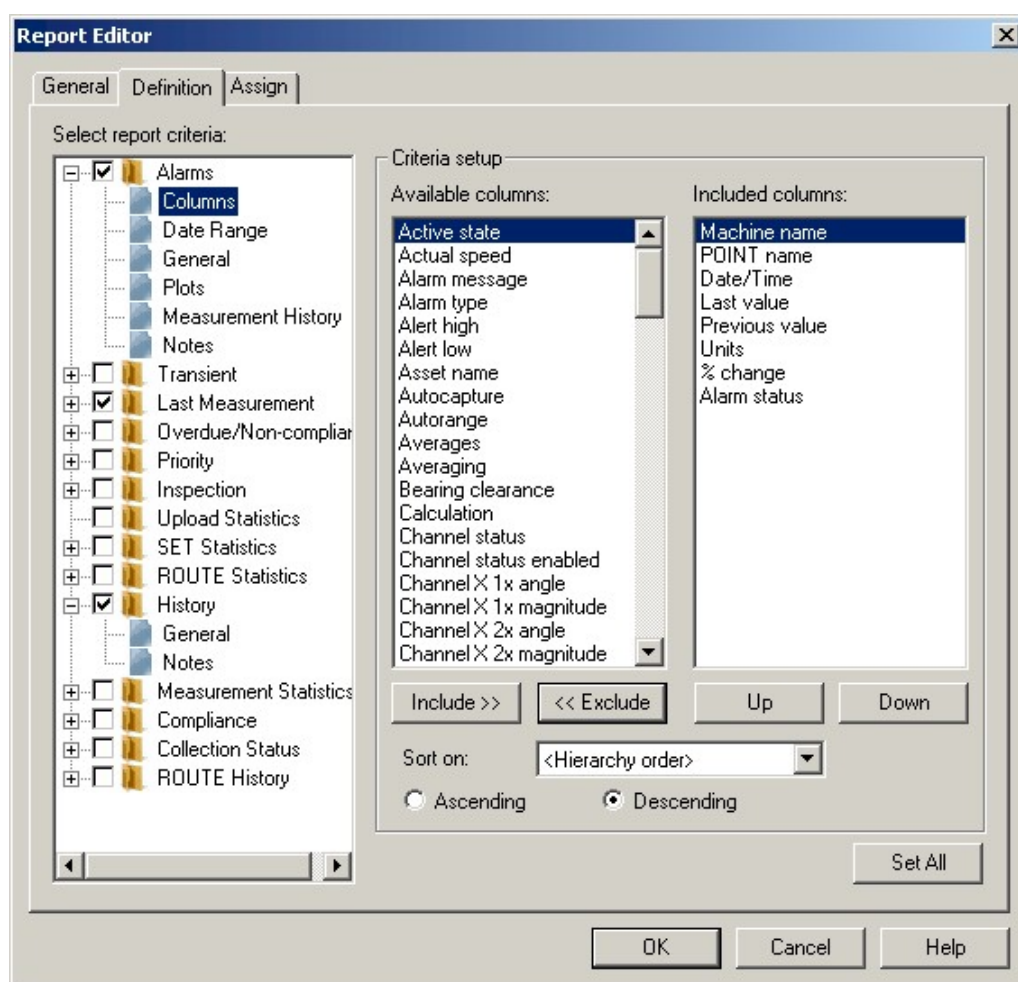 Report Editor
General Definition Assign
Select report criteria:
Alarms
Columns
Date Range
General
Plots
Measurement History
Notes
Transient
Last Measurement
Overdue/Non-complian
Priority
Inspection
Upload Statistics
SET Statistics
ROUTE Statistics
History
General
Notes
Measurement Statistics
Compliance
Collection Status
ROUTE History
Criteria setup
Available columns:
Active state
Actual speed
Alarm message
Alarm type
Alert high
Alert low
Asset name
Autocapture
Autorange
Averages
Averaging
Bearing clearance
Calculation
Channel status
Channel status enabled
Channel X 1x angle
Channel X 1x magnitude
Channel X 2x angle
Channel X 2x magnitude
Included columns:
Machine name
POINT name
Date/Time
Last value
Previous value
Units
% change
Alarm status
Include >> << Exclude Up Down
Sort on: <Hierarchy order>
Ascending Descending
Set All
OK Cancel Help